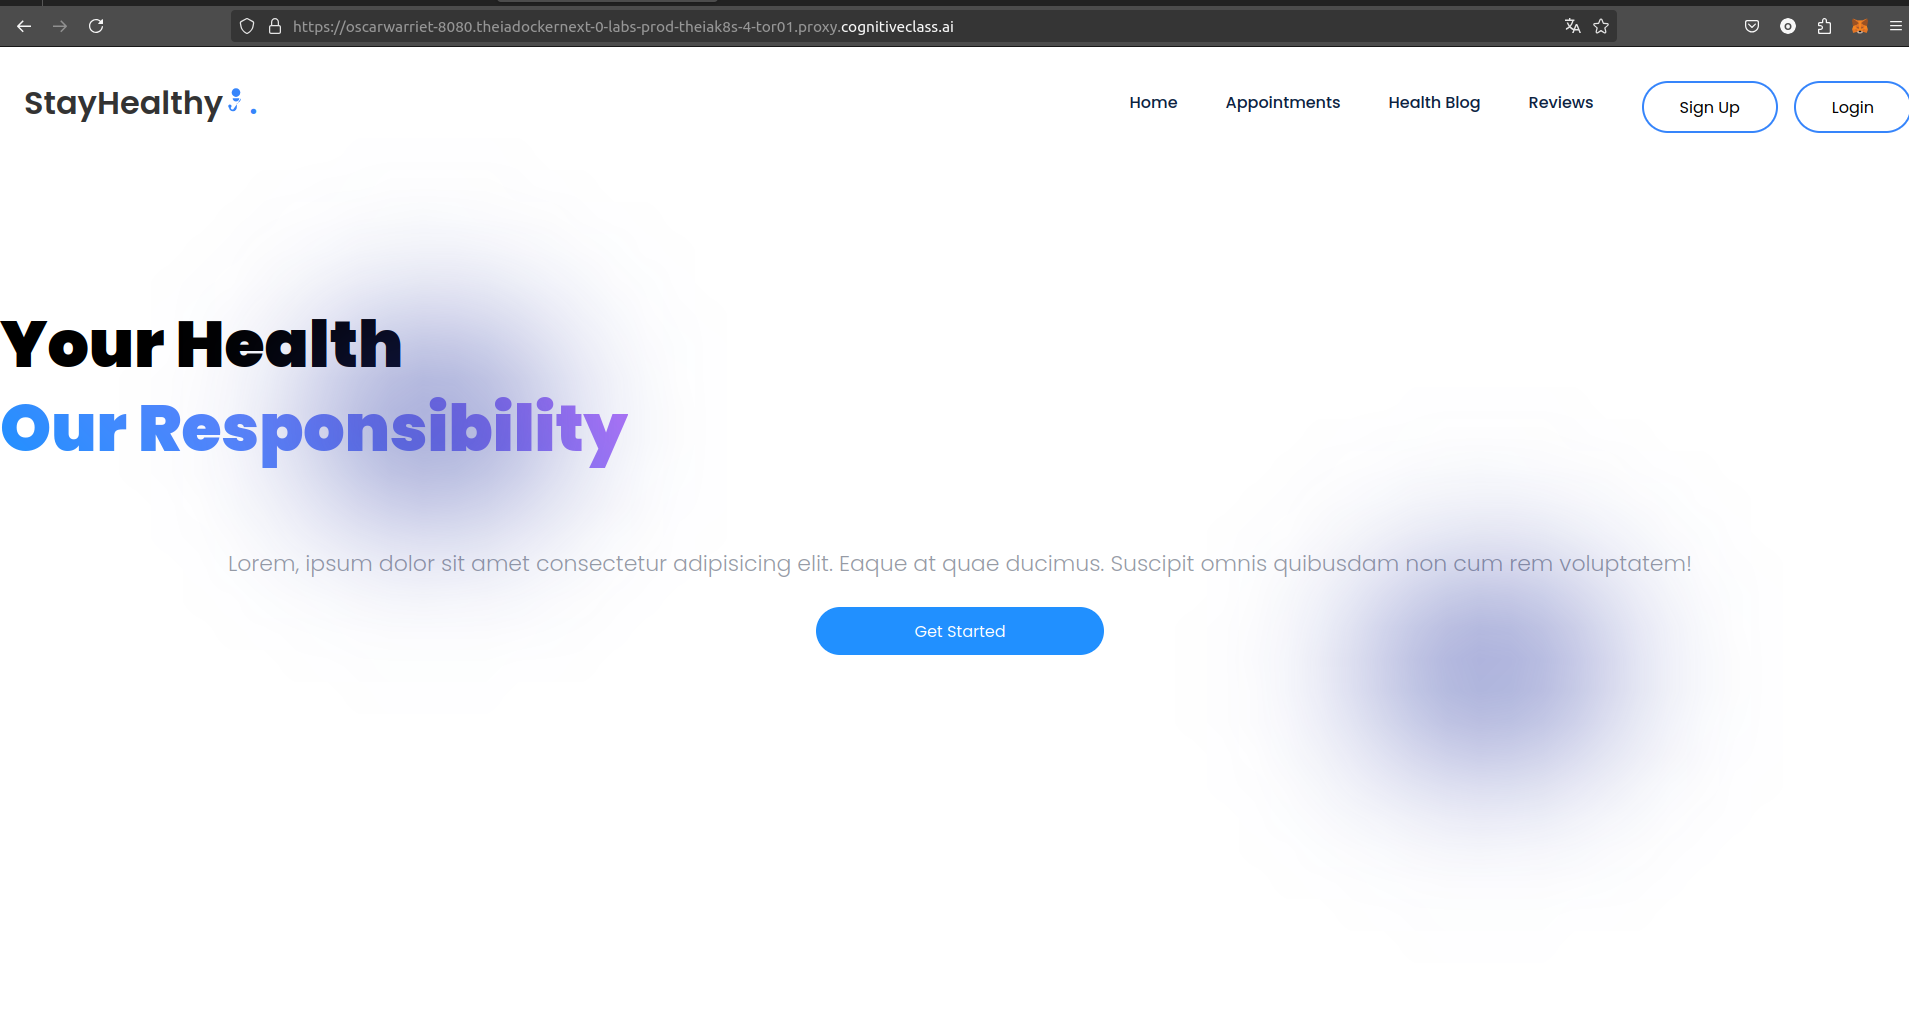 https://oscarwarriet-8080.theiadockernext-0-labs-prod-theiak8s-4-tor01.proxy.cognitiveclass.ai
StayHealthy
Home Appointments Health Blog Reviews Sign Up Login
Your Health
Our Responsibility
Lorem, ipsum dolor sit amet consectetur adipisicing elit. Eaque at quae ducimus. Suscipit omnis quibusdam non cum rem voluptatem!
Get Started